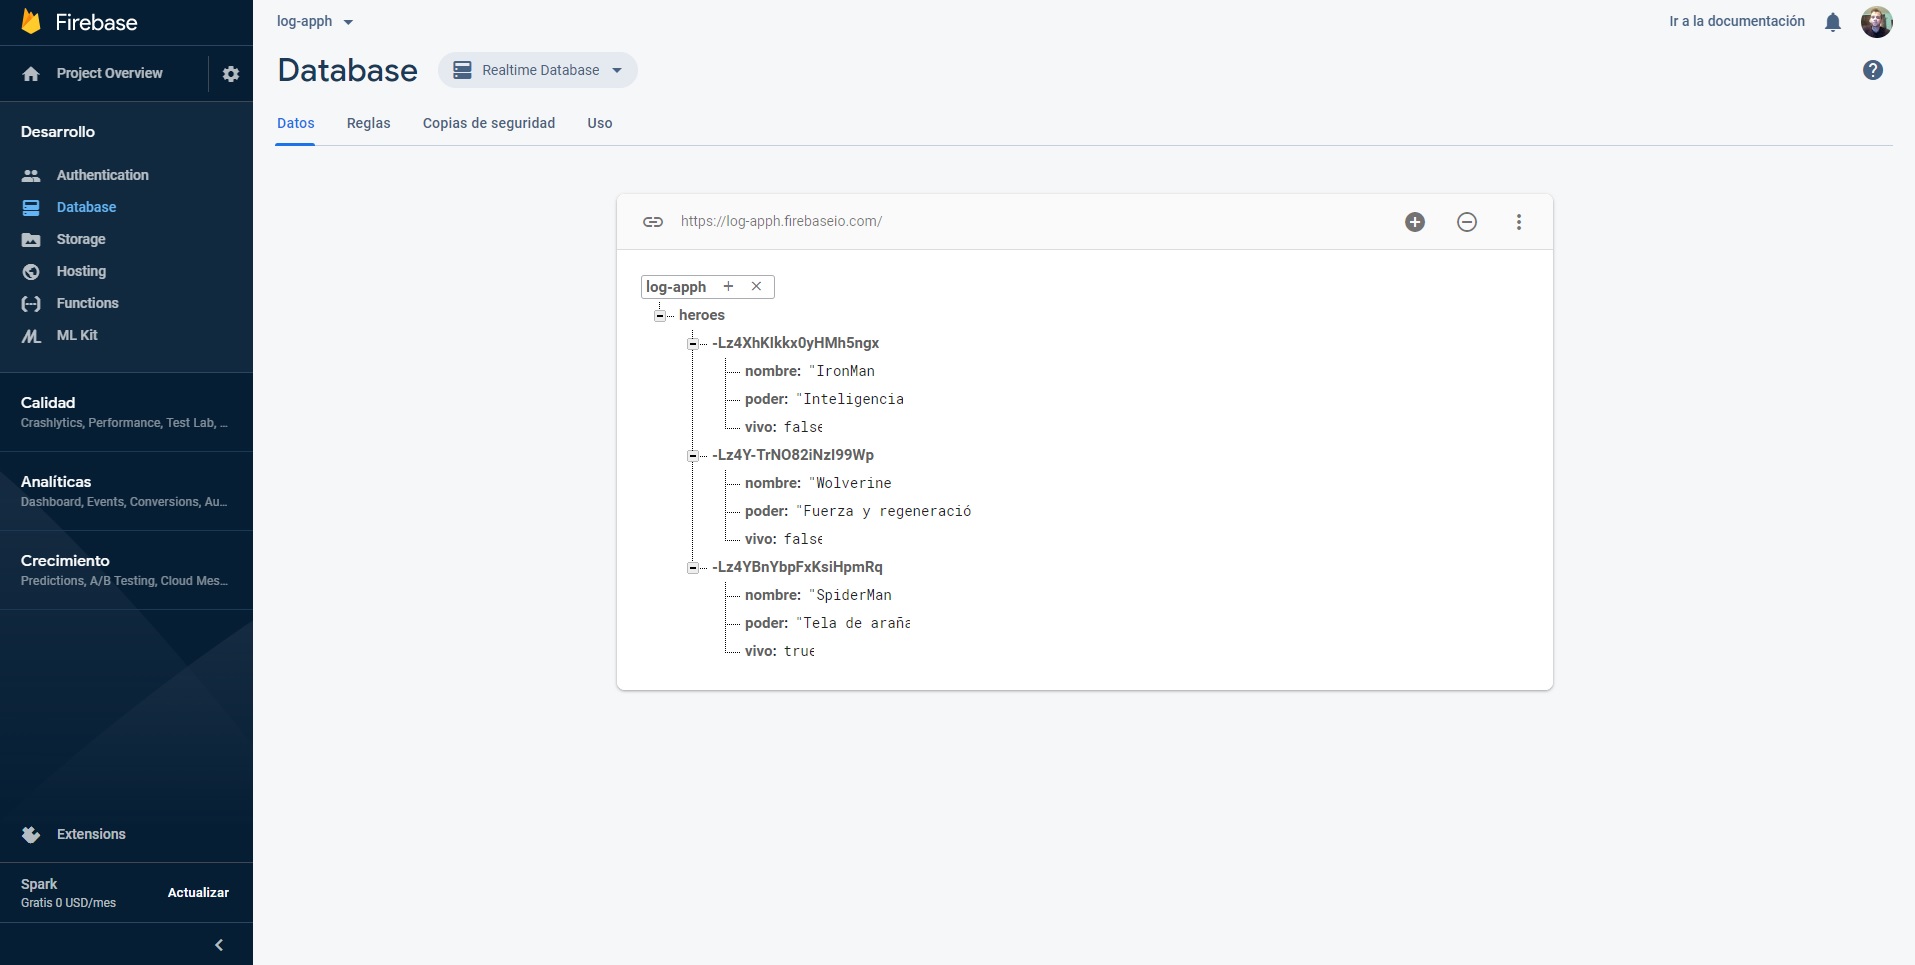 Firebase
Project Overview
Desarrollo
Authentication
Database
Storage
Hosting
Functions
ML Kit
Calidad
Crashlytics, Performance, Test Lab, ...
Analíticas
Dashboard, Events, Conversions, Au...
Crecimiento
Predictions, A/B Testing, Cloud Mes...
Extensions
Spark
Gratis 0 USD/mes
Actualizar
log-apph
Ir a la documentación
Database
Realtime Database
Datos
Reglas
Copias de seguridad
Uso
https://log-apph.firebaseio.com/
log-apph
heroes
-Lz4XhKlkkx0yHMh5ngx
nombre: "IronMan
poder: "Inteligencia
vivo: false
-Lz4Y-TrNO82iNzI99Wp
nombre: "Wolverine
poder: "Fuerza y regeneració
vivo: false
-Lz4YBnYbpFxKsiHpmRq
nombre: "SpiderMan
poder: "Tela de araña
vivo: true